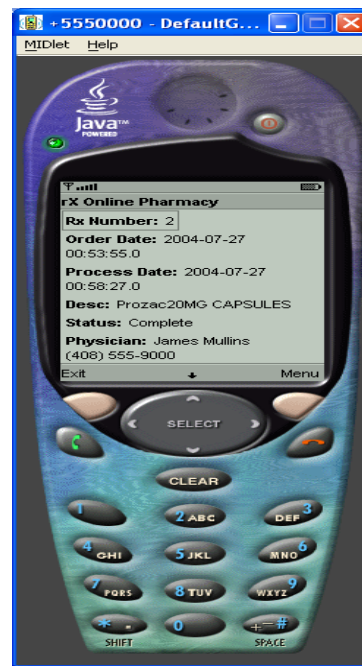 +5550000 - DefaultG...
MIDlet Help
Java™
POWERED
rX Online Pharmacy
Rx Number: 2
Order Date: 2004-07-27
00:53:55.0
Process Date: 2004-07-27
00:58:27.0
Desc: Prozac20MG CAPSULES
Status: Complete
Physician: James Mullins
(408) 555-9000
Exit Menu
SELECT
CLEAR
1 2 ABC DEF 3
4 GHI 5 JKL MNO 6
7 PQRS 8 TUV WXYZ 9
* . 0 +-=#
SHIFT SPACE